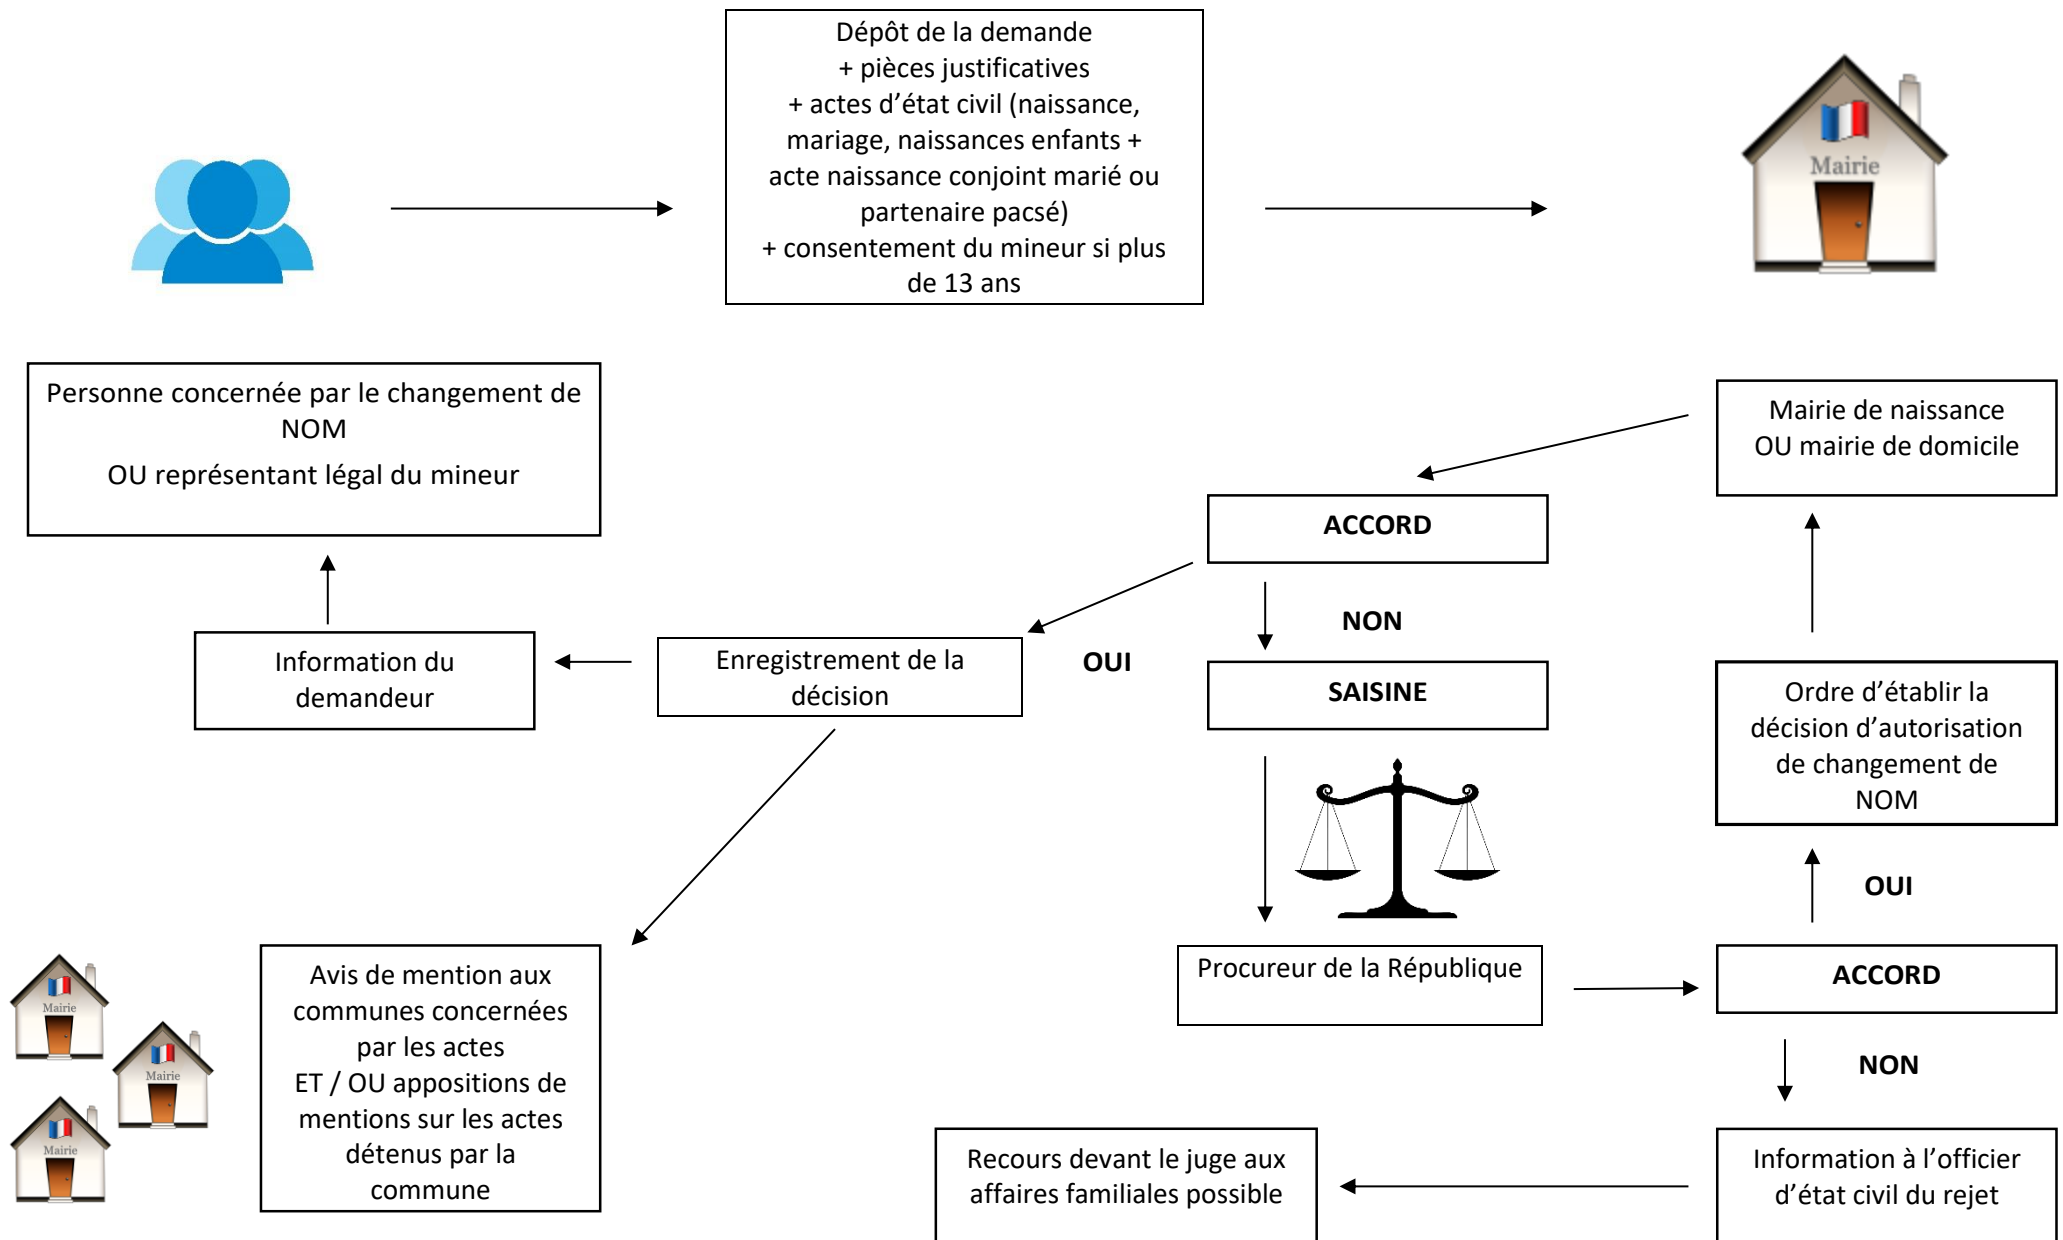 Dépôt de la demande
+ pièces justificatives
+ actes d'état civil (naissance,
mariage, naissances enfants +
acte naissance conjoint marié ou
partenaire pacsé)
+ consentement du mineur si plus
de 13 ans
Mairie
Personne concernée par le changement de
NOM
OU représentant légal du mineur
Mairie de naissance
OU mairie de domicile
ACCORD
NON
OUI
Information du
demandeur
Enregistrement de la
décision
SAISINE
Ordre d'établir la
décision d'autorisation
de changement de
NOM
OUI
Procureur de la République
ACCORD
NON
Avis de mention aux
communes concernées
par les actes
ET / OU appositions de
mentions sur les actes
détenus par la
commune
Mairie
Mairie
Mairie
Recours devant le juge aux
affaires familiales possible
Information à l'officier
d'état civil du rejet